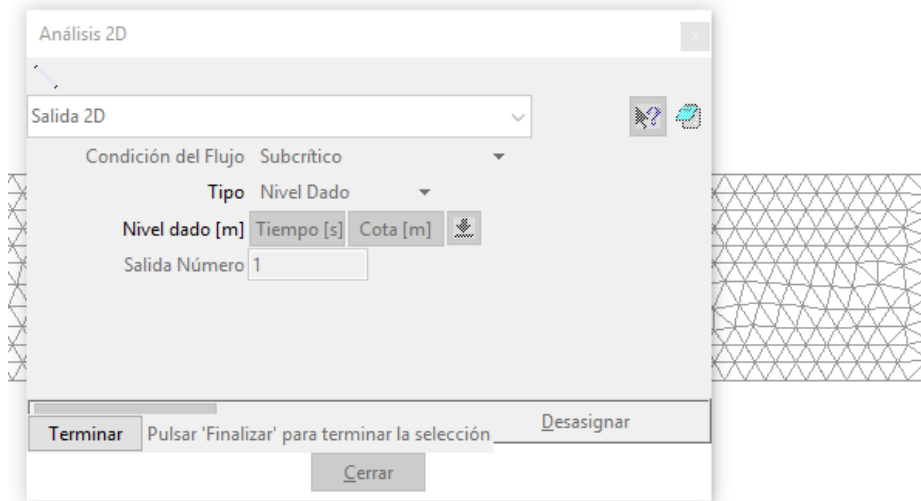 Análisis 2D
x
Salida 2D
Condición del Flujo Subcrítico
Tipo Nivel Dado
Nivel dado [m] Tiempo [s] Cota [m]
Salida Número 1
Desasignar
Terminar Pulsar 'Finalizar' para terminar la selección
Cerrar